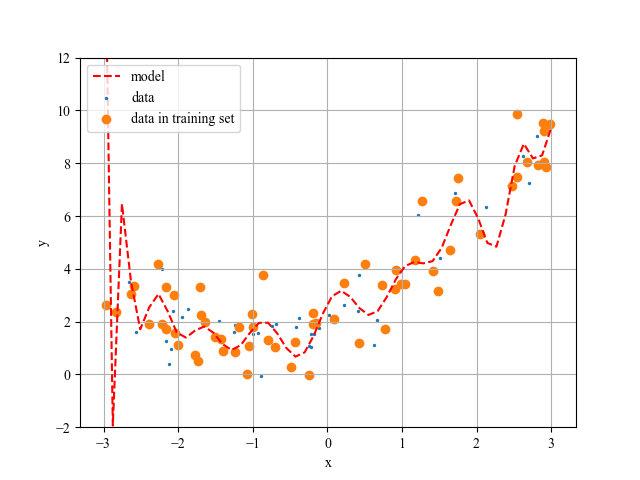 model
data
data in training set
12
10
8
6
4
2
0
−2
y
−3 −2 −1 0 1 2 3
x